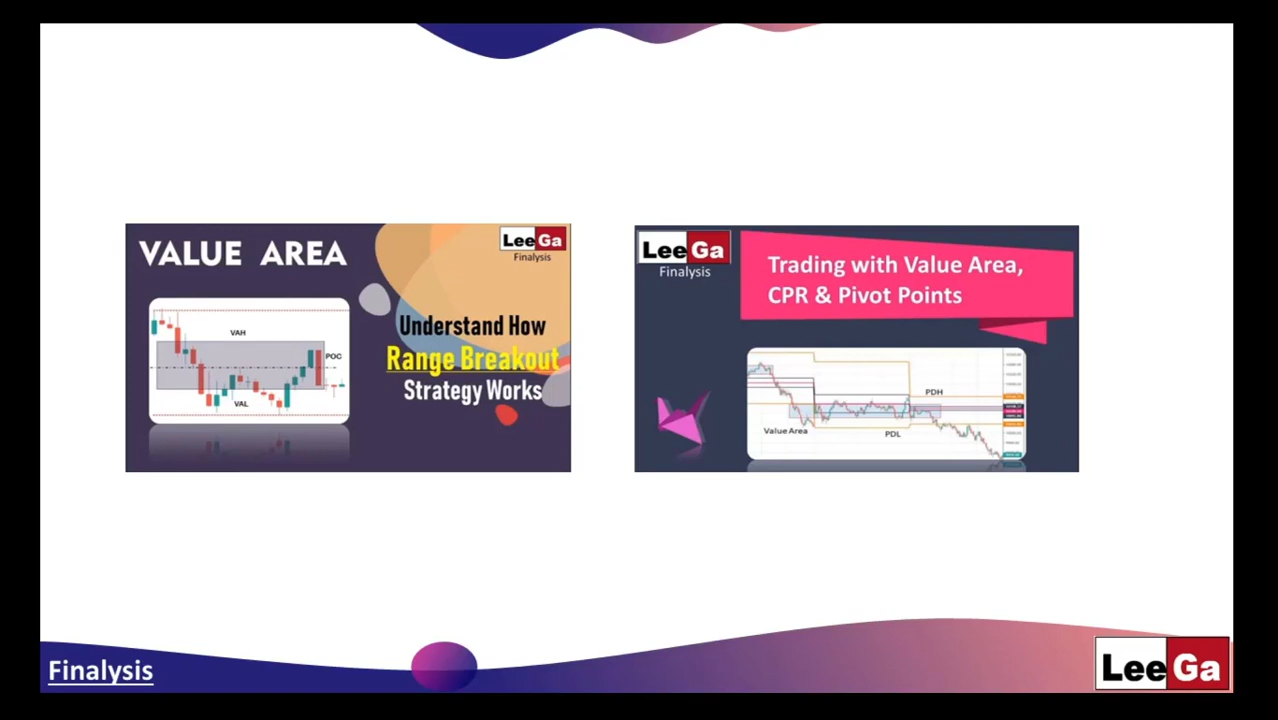 VALUE AREA
LeeGa
Finalysis
VAH
POC
VAL
Understand How
Range Breakout
Strategy Works
LeeGa
Finalysis
Trading with Value Area,
CPR & Pivot Points
PDH
Value Area
PDL
Finalysis
LeeGa